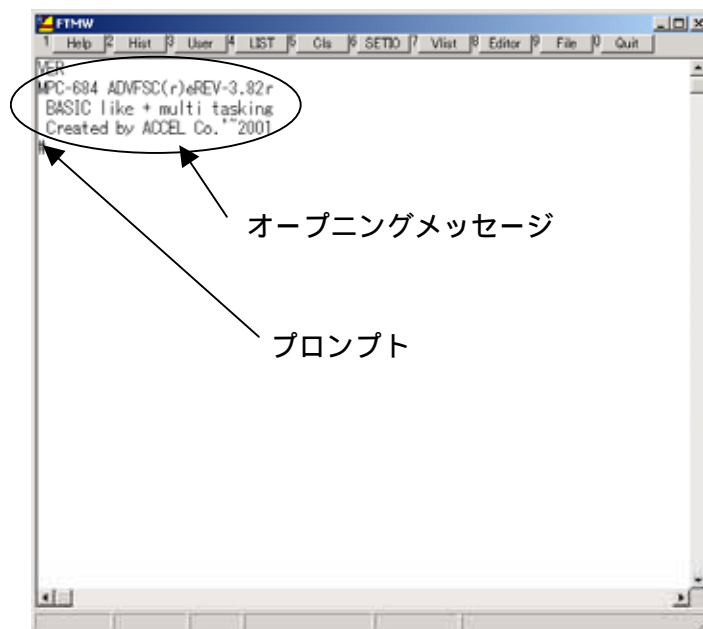 FTMW
1 Help 2 Hist 3 User 4 LIST 5 Cls 6 SETIO 7 Vlist 8 Editor 9 File 0 Quit
VER
MPC-684 ADVFSC(r)eREV-3.82r
BASIC like + multi tasking
Created by ACCEL Co.'~2001
#
オープニングメッセージ
プロンプト